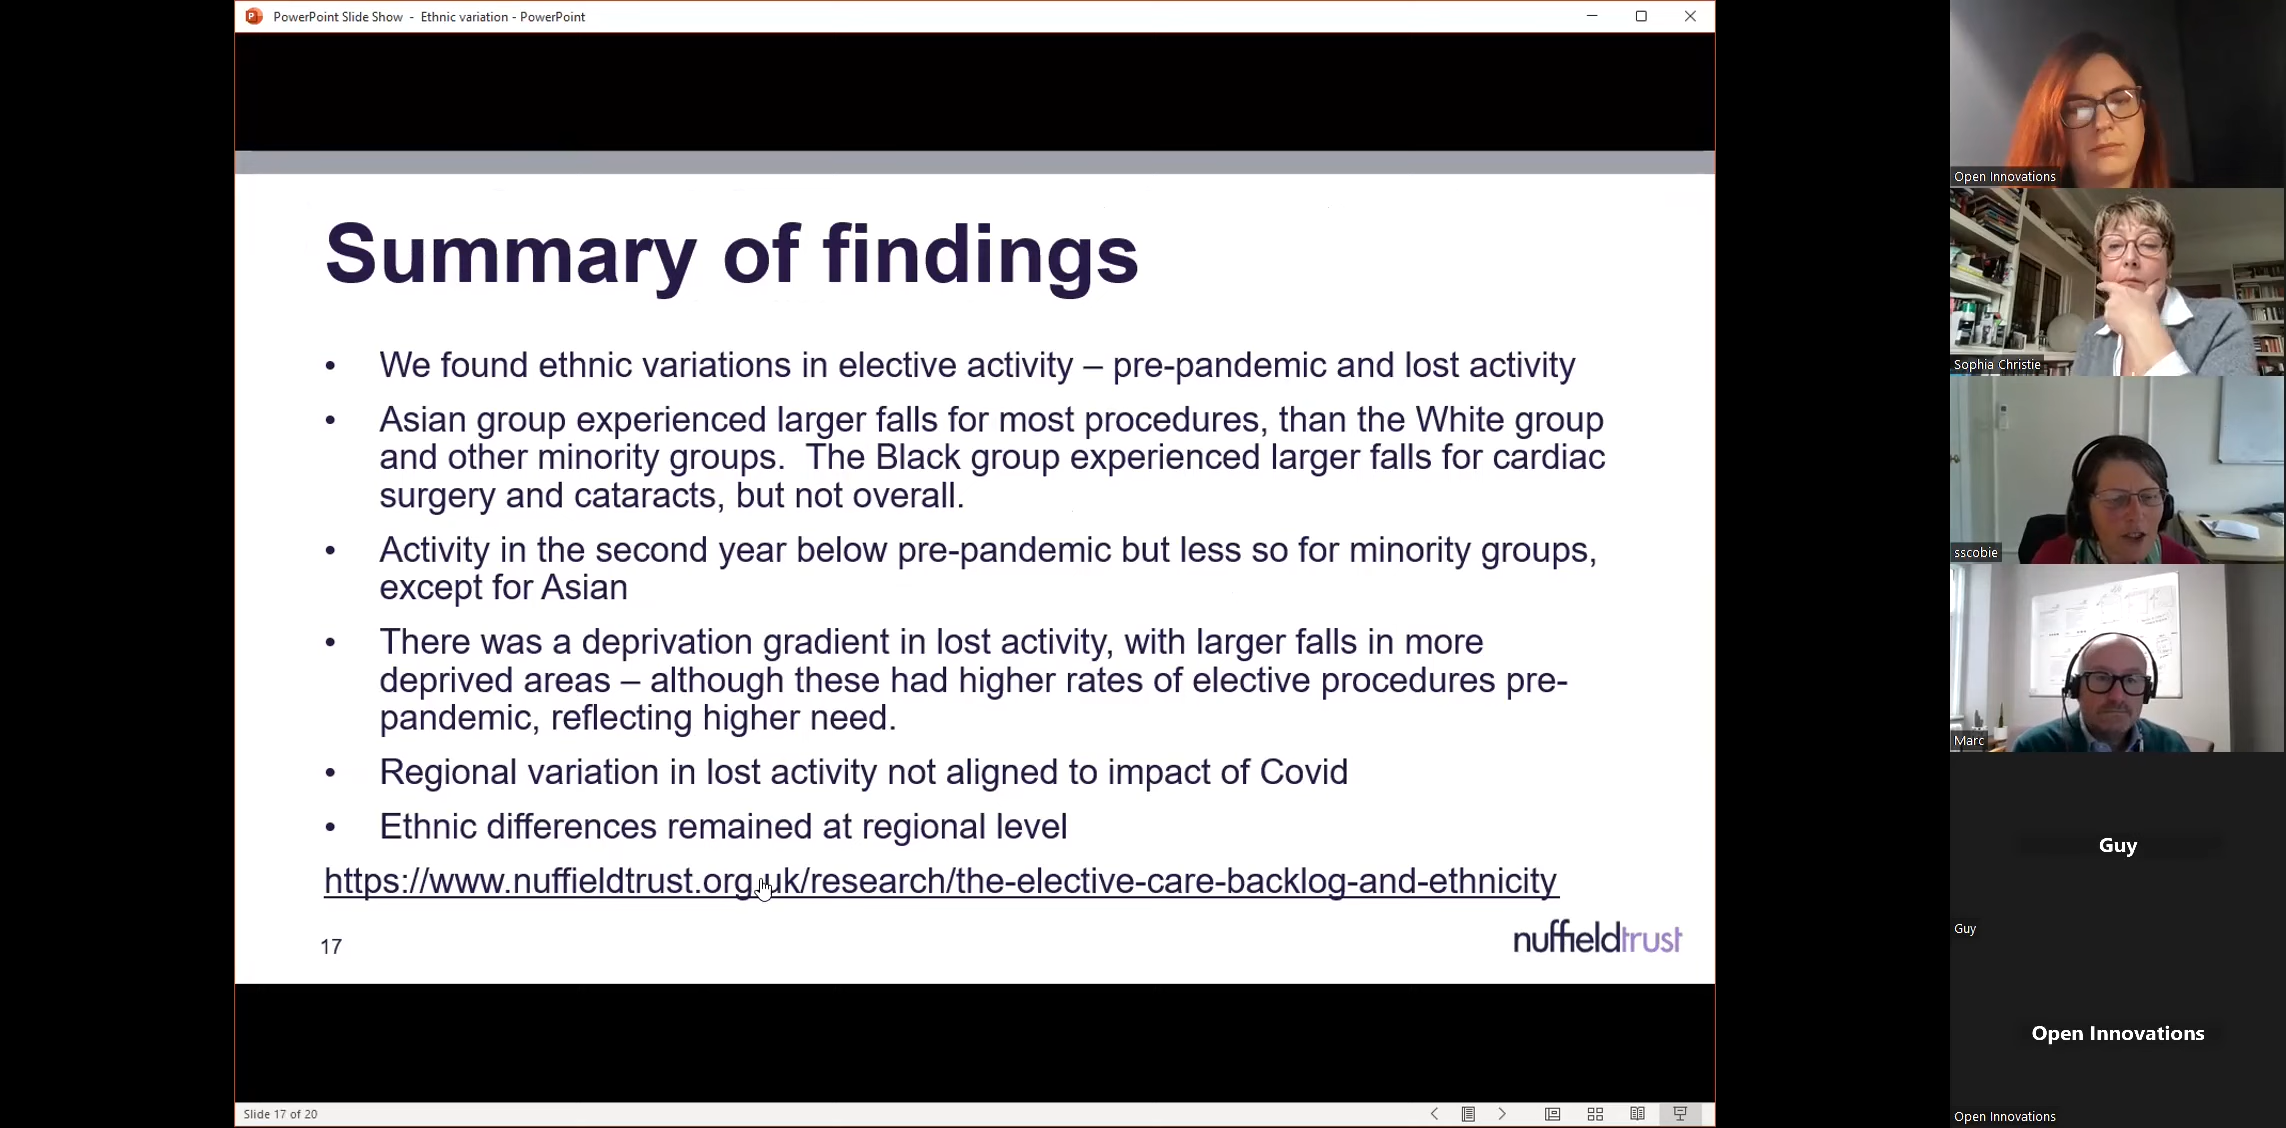 PowerPoint Slide Show - Ethnic variation - PowerPoint
Summary of findings
• We found ethnic variations in elective activity – pre-pandemic and lost activity
• Asian group experienced larger falls for most procedures, than the White group
and other minority groups. The Black group experienced larger falls for cardiac
surgery and cataracts, but not overall.
• Activity in the second year below pre-pandemic but less so for minority groups,
except for Asian
• There was a deprivation gradient in lost activity, with larger falls in more
deprived areas – although these had higher rates of elective procedures pre-
pandemic, reflecting higher need.
• Regional variation in lost activity not aligned to impact of Covid
• Ethnic differences remained at regional level
https://www.nuffieldtrust.org.uk/research/the-elective-care-backlog-and-ethnicity
17
nuffieldtrust
Slide 17 of 20
Open Innovations
Sophia Christie
sscobie
Marc
Guy
Guy
Open Innovations
Open Innovations